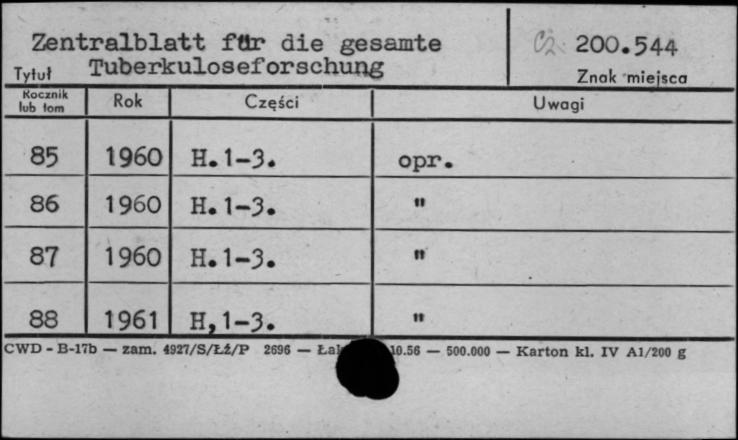 Zentralblatt für die gesamte Cz 200.544
Tytuł Tuberkuloseforschung Znak miejsca
Rocznik lub tom Rok Części Uwagi
85 1960 H.1-3. opr.
86 1960 H.1-3. "
87 1960 H.1-3. "
88 1961 H,1-3. "
CWD - B-17b — zam. 4927/S/Łź/P 2696 — 10.56 — 500.000 — Karton kl. IV A1/200 g